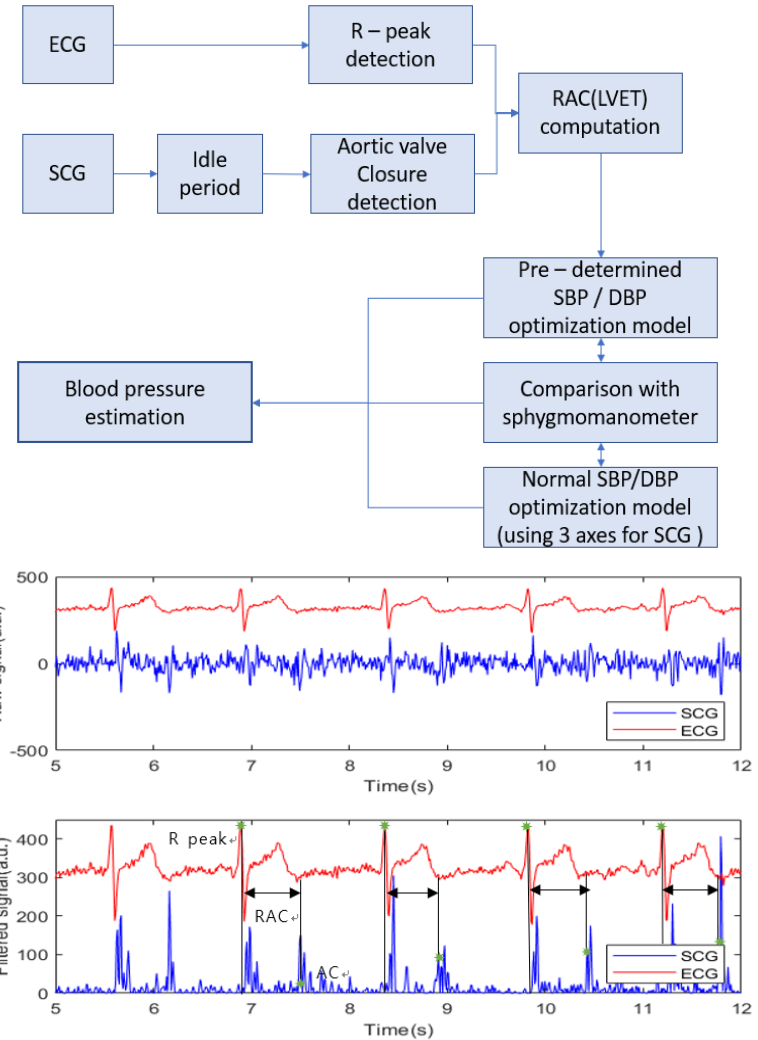 ECG
R – peak
detection
RAC(LVET)
computation
SCG
Idle
period
Aortic valve
Closure
detection
Pre – determined
SBP / DBP
optimization model
Blood pressure
estimation
Comparison with
sphygmomanometer
Normal SBP/DBP
optimization model
(using 3 axes for SCG )
500
0
-500
SCG
ECG
5 6 7 8 9 10 11 12
Time(s)
Filtered signal(a.u.)
400
300
200
100
0
R peak
RAC
AC
SCG
ECG
5 6 7 8 9 10 11 12
Time(s)